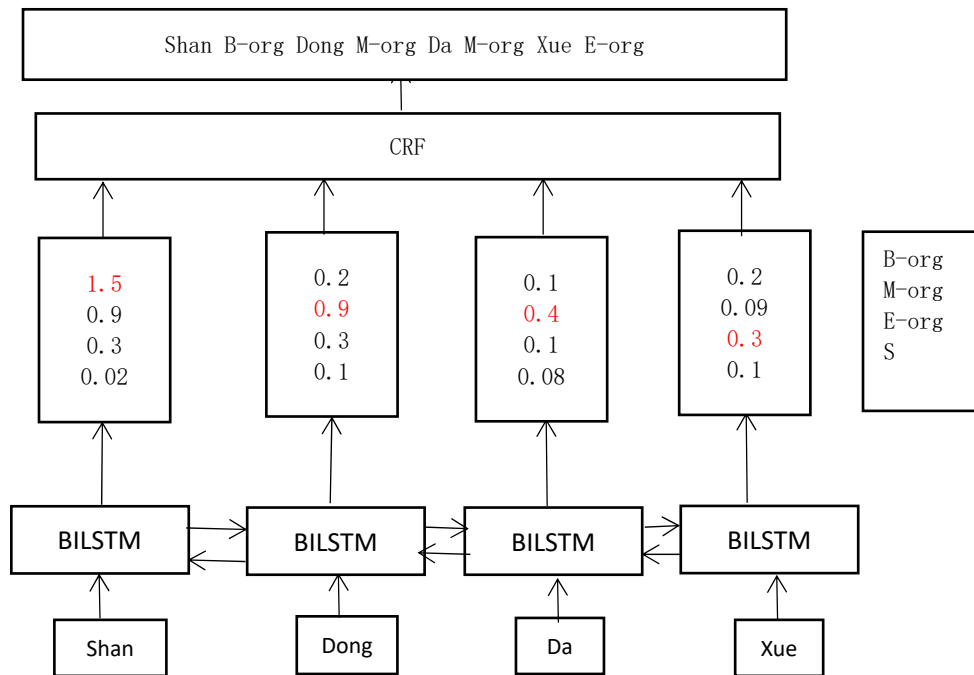 Shan B-org Dong M-org Da M-org Xue E-org
CRF
1.5
0.9
0.3
0.02
0.2
0.9
0.3
0.1
0.1
0.4
0.1
0.08
0.2
0.09
0.3
0.1
B-org
M-org
E-org
S
BILSTM
BILSTM
BILSTM
BILSTM
Shan
Dong
Da
Xue